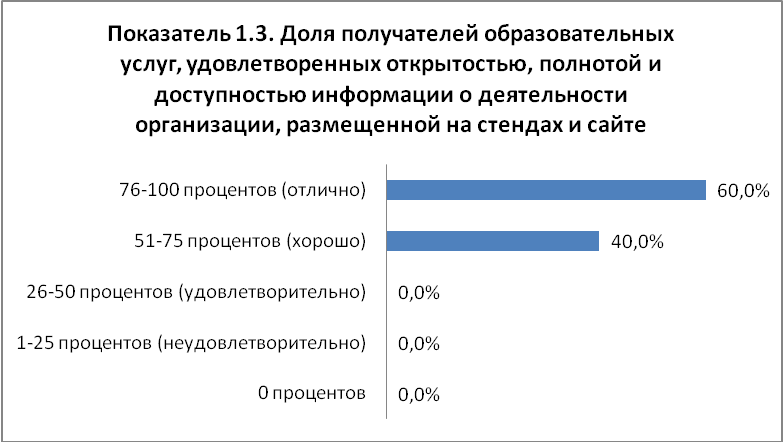 Показатель 1.3. Доля получателей образовательных
услуг, удовлетворенных открытостью, полнотой и
доступностью информации о деятельности
организации, размещенной на стендах и сайте
76-100 процентов (отлично) 60,0%
51-75 процентов (хорошо) 40,0%
26-50 процентов (удовлетворительно) 0,0%
1-25 процентов (неудовлетворительно) 0,0%
0 процентов 0,0%